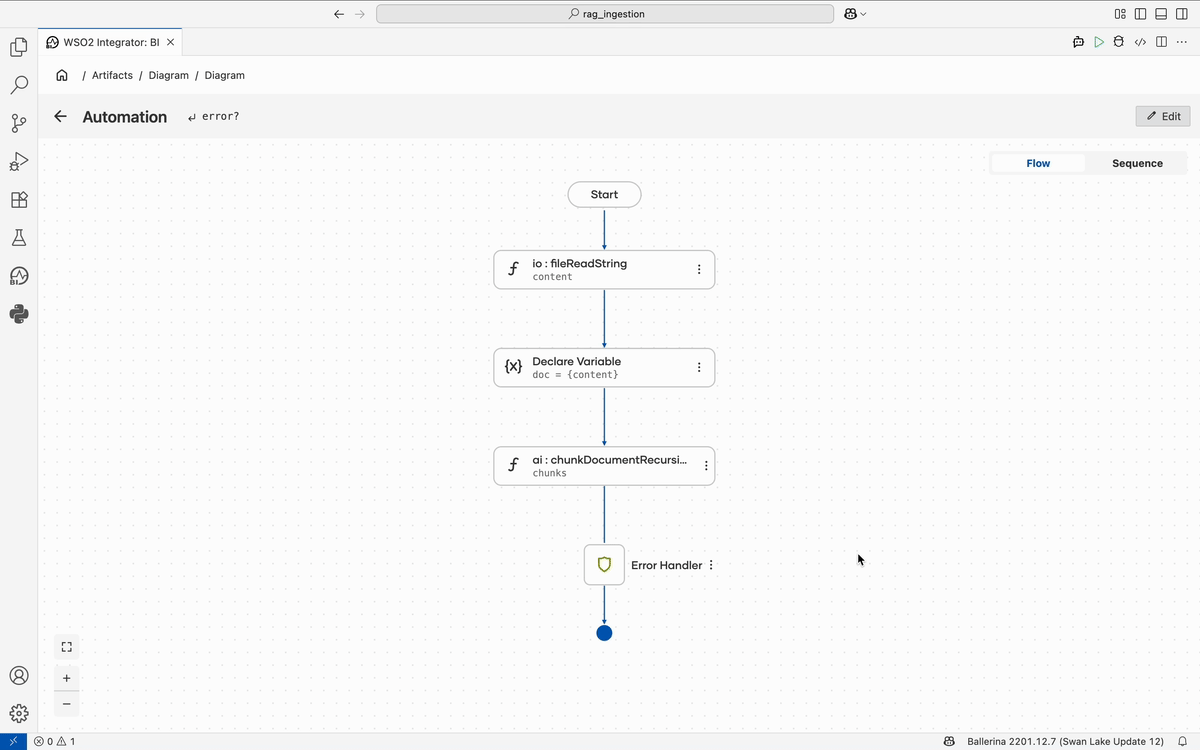 rag_ingestion
WSO2 Integrator: BI
/ Artifacts / Diagram / Diagram
Automation
error?
Edit
Flow
Sequence
Start
io : fileReadString
content
{x}
Declare Variable
doc = {content}
ai : chunkDocumentRecursi...
chunks
Error Handler
BI
0
1
Ballerina 2201.12.7 (Swan Lake Update 12)